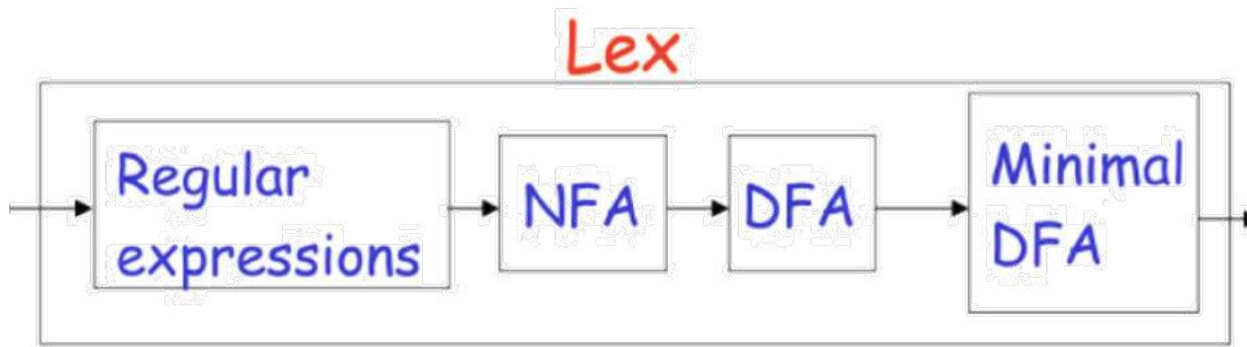 Lex
Regular
expressions
NFA
DFA
Minimal
DFA